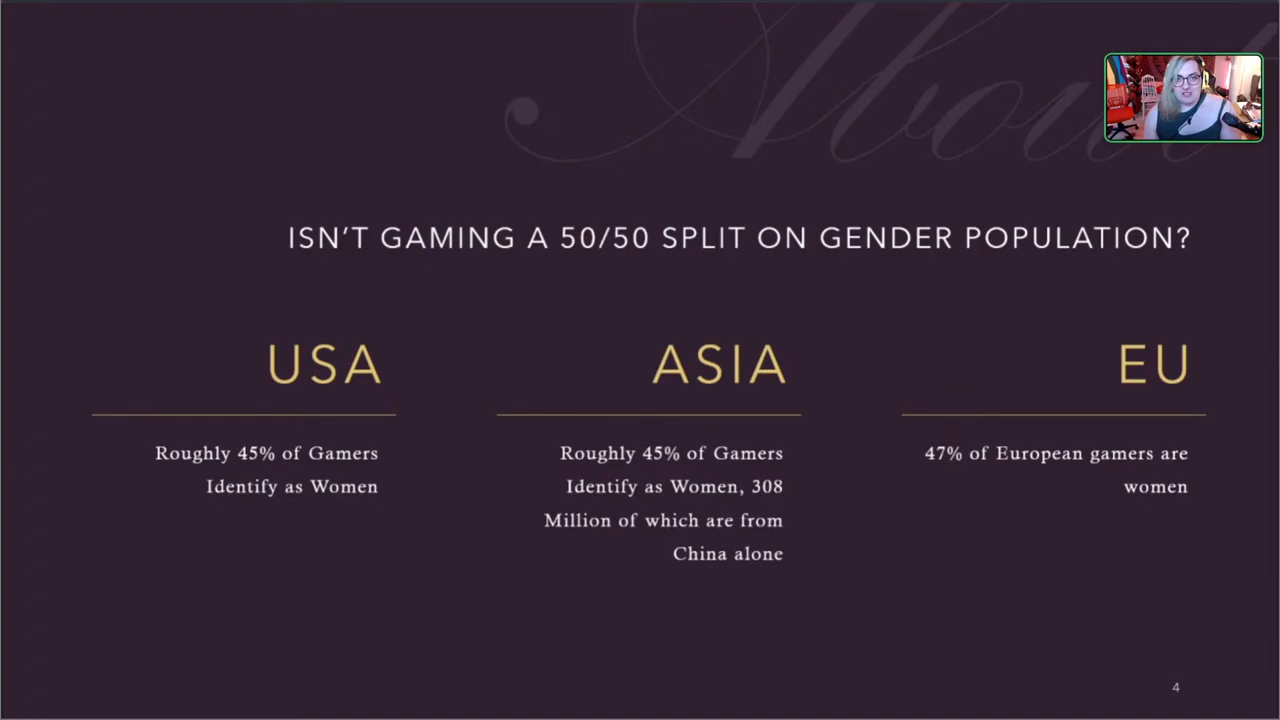 About
ISN'T GAMING A 50/50 SPLIT ON GENDER POPULATION?
USA
Roughly 45% of Gamers
Identify as Women
ASIA
Roughly 45% of Gamers
Identify as Women, 308
Million of which are from
China alone
EU
47% of European gamers are
women
4